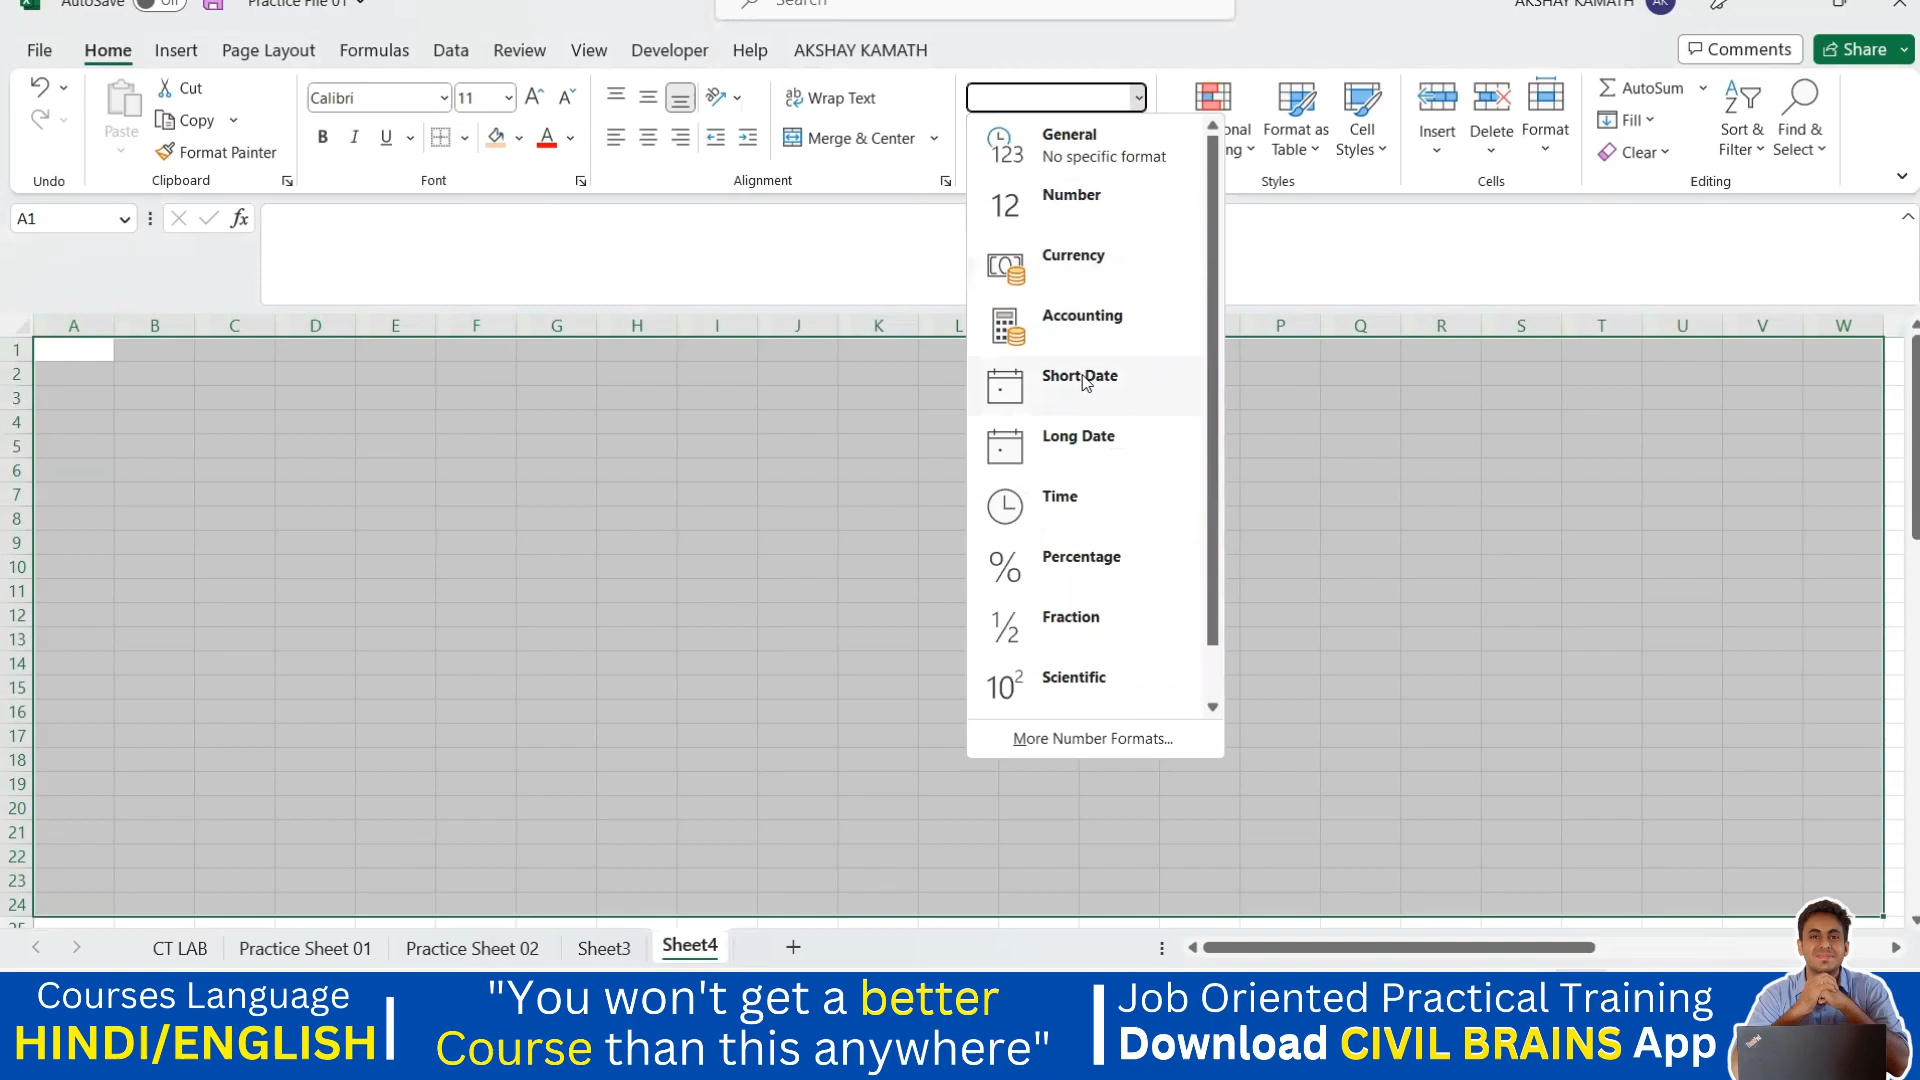 AutoSave Off Practice File 01 Search AKSHAY KAMATH AK
File Home Insert Page Layout Formulas Data Review View Developer Help AKSHAY KAMATH Comments Share
Paste Cut Copy Format Painter
Calibri 11
B I U A
ab Wrap Text
Merge & Center
Format as Table Cell Styles
Insert Delete Format
AutoSum Fill Clear
Sort & Filter Find & Select
Undo Clipboard Font Alignment Styles Cells Editing
A1 fx
General
No specific format
123
12 Number
Currency
Accounting
Short Date
Long Date
Time
% Percentage
1/2 Fraction
10² Scientific
More Number Formats...
A B C D E F G H I J K L P Q R S T U V W
1
2
3
4
5
6
7
8
9
10
11
12
13
14
15
16
17
18
19
20
21
22
23
24
CT LAB Practice Sheet 01 Practice Sheet 02 Sheet3 Sheet4
Courses Language
HINDI/ENGLISH
"You won't get a better
Course than this anywhere"
Job Oriented Practical Training
Download CIVIL BRAINS App